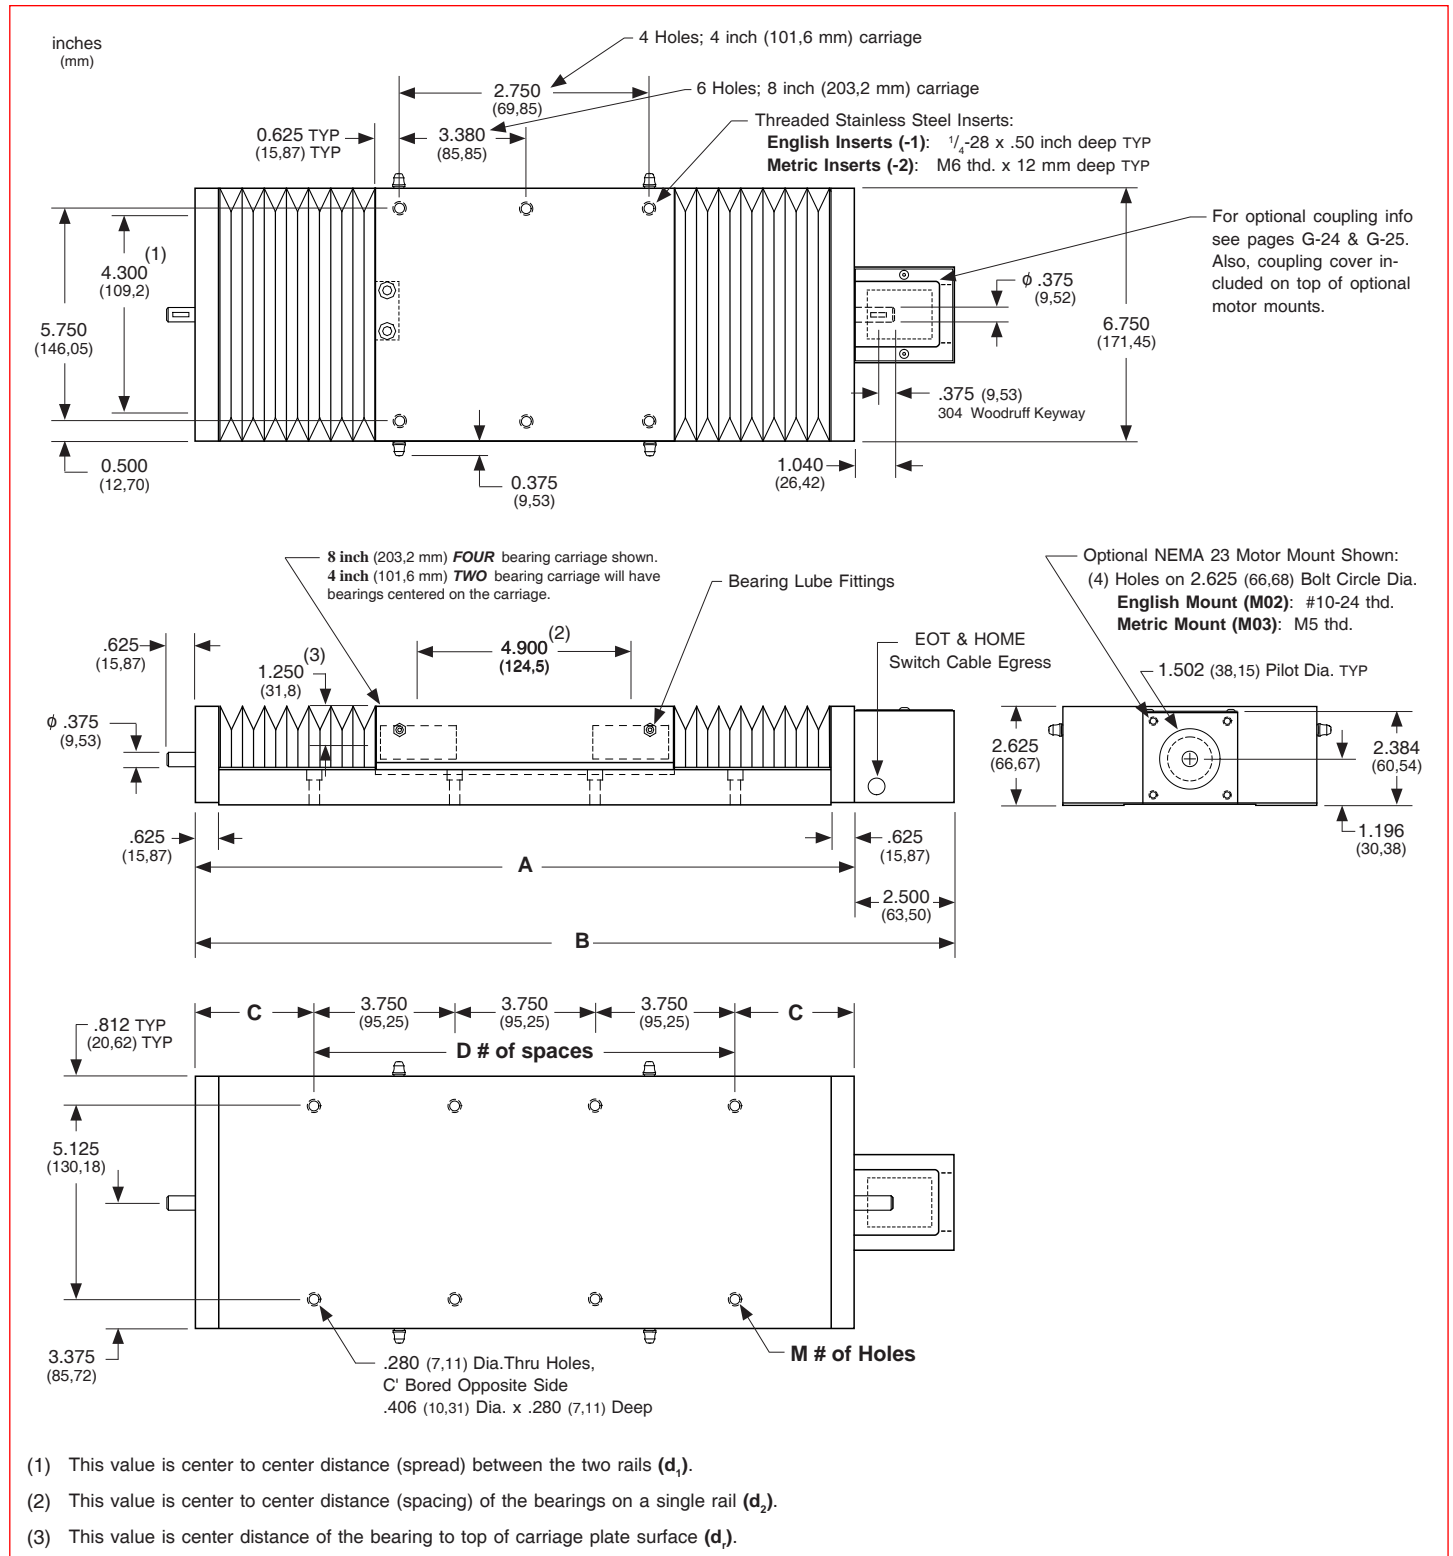 inches
(mm)
4 Holes; 4 inch (101,6 mm) carriage
2.750
(69,85)
6 Holes; 8 inch (203,2 mm) carriage
0.625 TYP
(15,87) TYP
3.380
(85,85)
Threaded Stainless Steel Inserts:
English Inserts (-1): 1/4-28 x .50 inch deep TYP
Metric Inserts (-2): M6 thd. x 12 mm deep TYP
For optional coupling info
see pages G-24 & G-25.
Also, coupling cover in-
cluded on top of optional
motor mounts.
(1)
4.300
(109,2)
5.750
(146,05)
ϕ .375
(9,52)
6.750
(171,45)
.375 (9,53)
304 Woodruff Keyway
0.500
(12,70)
0.375
(9,53)
1.040
(26,42)
8 inch (203,2 mm) FOUR bearing carriage shown.
4 inch (101,6 mm) TWO bearing carriage will have
bearings centered on the carriage.
Bearing Lube Fittings
Optional NEMA 23 Motor Mount Shown:
(4) Holes on 2.625 (66,68) Bolt Circle Dia.
English Mount (M02): #10-24 thd.
Metric Mount (M03): M5 thd.
.625
(15,87)
(3)
1.250
(31,8)
4.900(2)
(124,5)
EOT & HOME
Switch Cable Egress
1.502 (38,15) Pilot Dia. TYP
ϕ .375
(9,53)
2.625
(66,67)
2.384
(60,54)
1.196
(30,38)
.625
(15,87)
.625
(15,87)
A
2.500
(63,50)
B
C
3.750
(95,25)
3.750
(95,25)
3.750
(95,25)
C
.812 TYP
(20,62) TYP
D # of spaces
5.125
(130,18)
3.375
(85,72)
M # of Holes
.280 (7,11) Dia.Thru Holes,
C' Bored Opposite Side
.406 (10,31) Dia. x .280 (7,11) Deep
(1) This value is center to center distance (spread) between the two rails (d1).
(2) This value is center to center distance (spacing) of the bearings on a single rail (d2).
(3) This value is center distance of the bearing to top of carriage plate surface (dr).